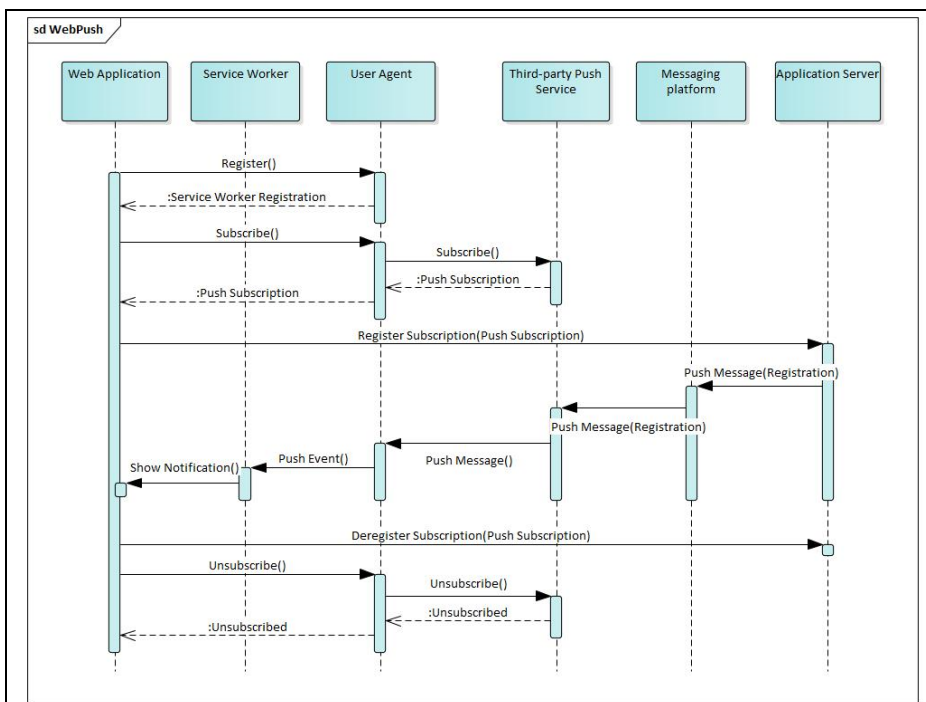 sd WebPush
Web Application
Service Worker
User Agent
Third-party Push
Service
Messaging
platform
Application Server
Register()
:Service Worker Registration
Subscribe()
Subscribe()
:Push Subscription
:Push Subscription
Register Subscription(Push Subscription)
Push Message(Registration)
Push Message(Registration)
Push Message()
Push Event()
Show Notification()
Deregister Subscription(Push Subscription)
Unsubscribe()
Unsubscribe()
:Unsubscribed
:Unsubscribed